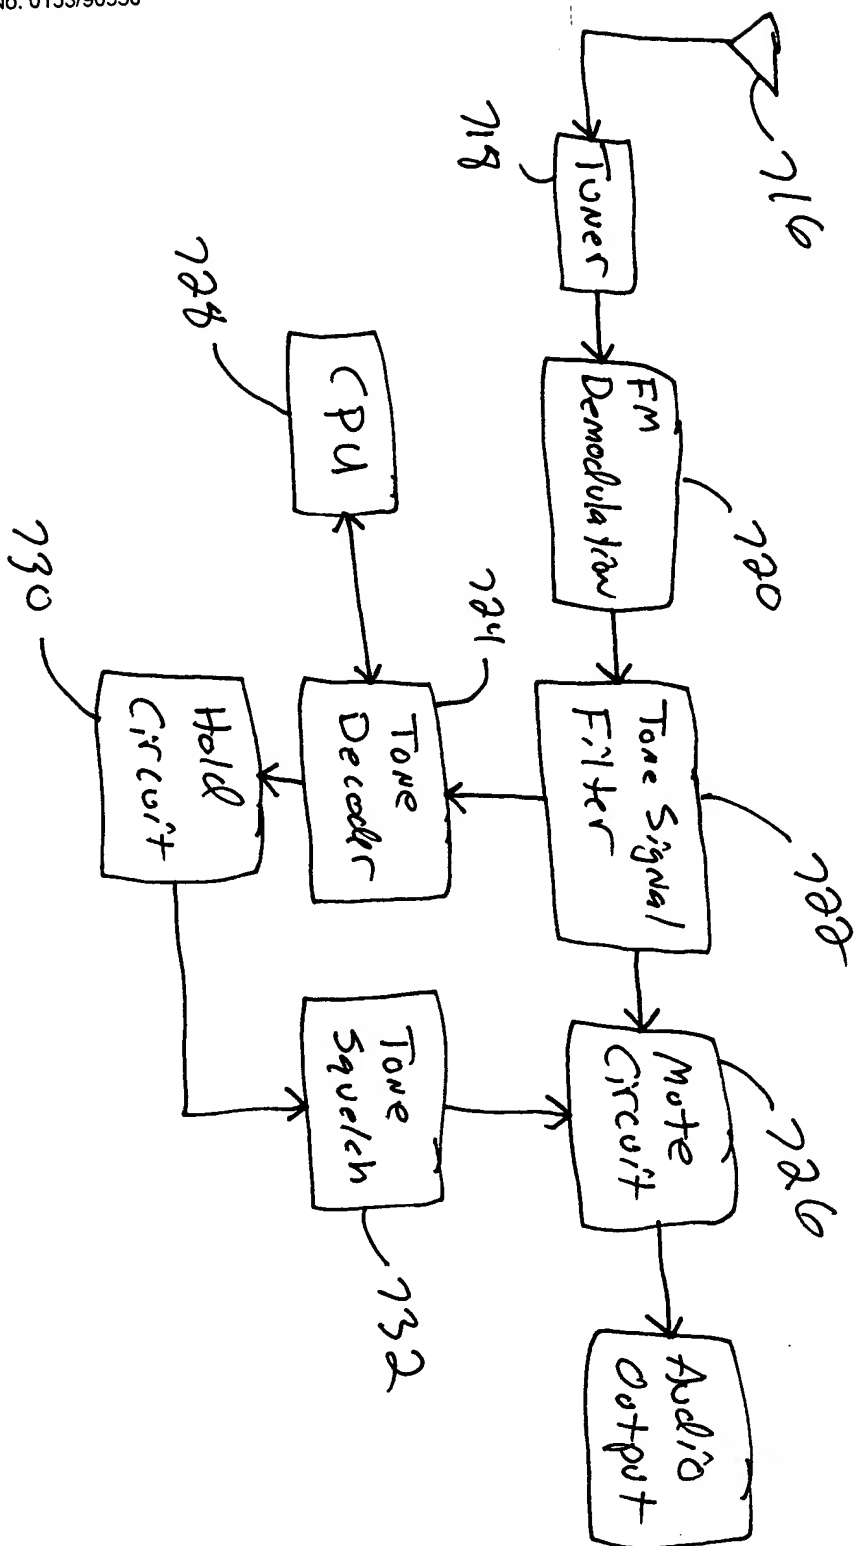 716
718
Tuner
FM
Demodulation
720
Tone Signal
Filter
722
Mute
Circuit
726
Audio
Output
728
CPU
724
Tone
Decoder
730
Hold
Circuit
Tone
Squelch
732